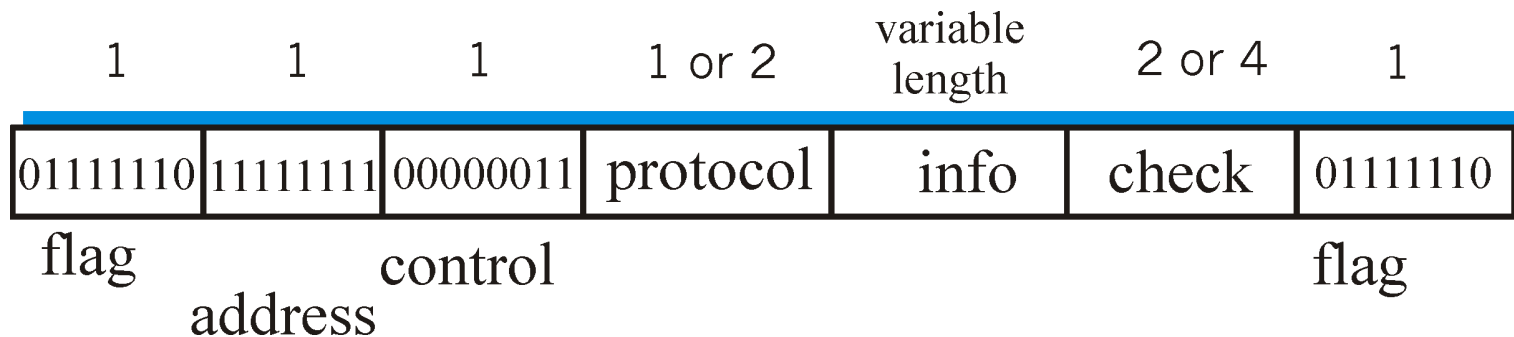 1 1 1 1 or 2 variable length 2 or 4 1
01111110 11111111 00000011 protocol info check 01111110
flag address control flag